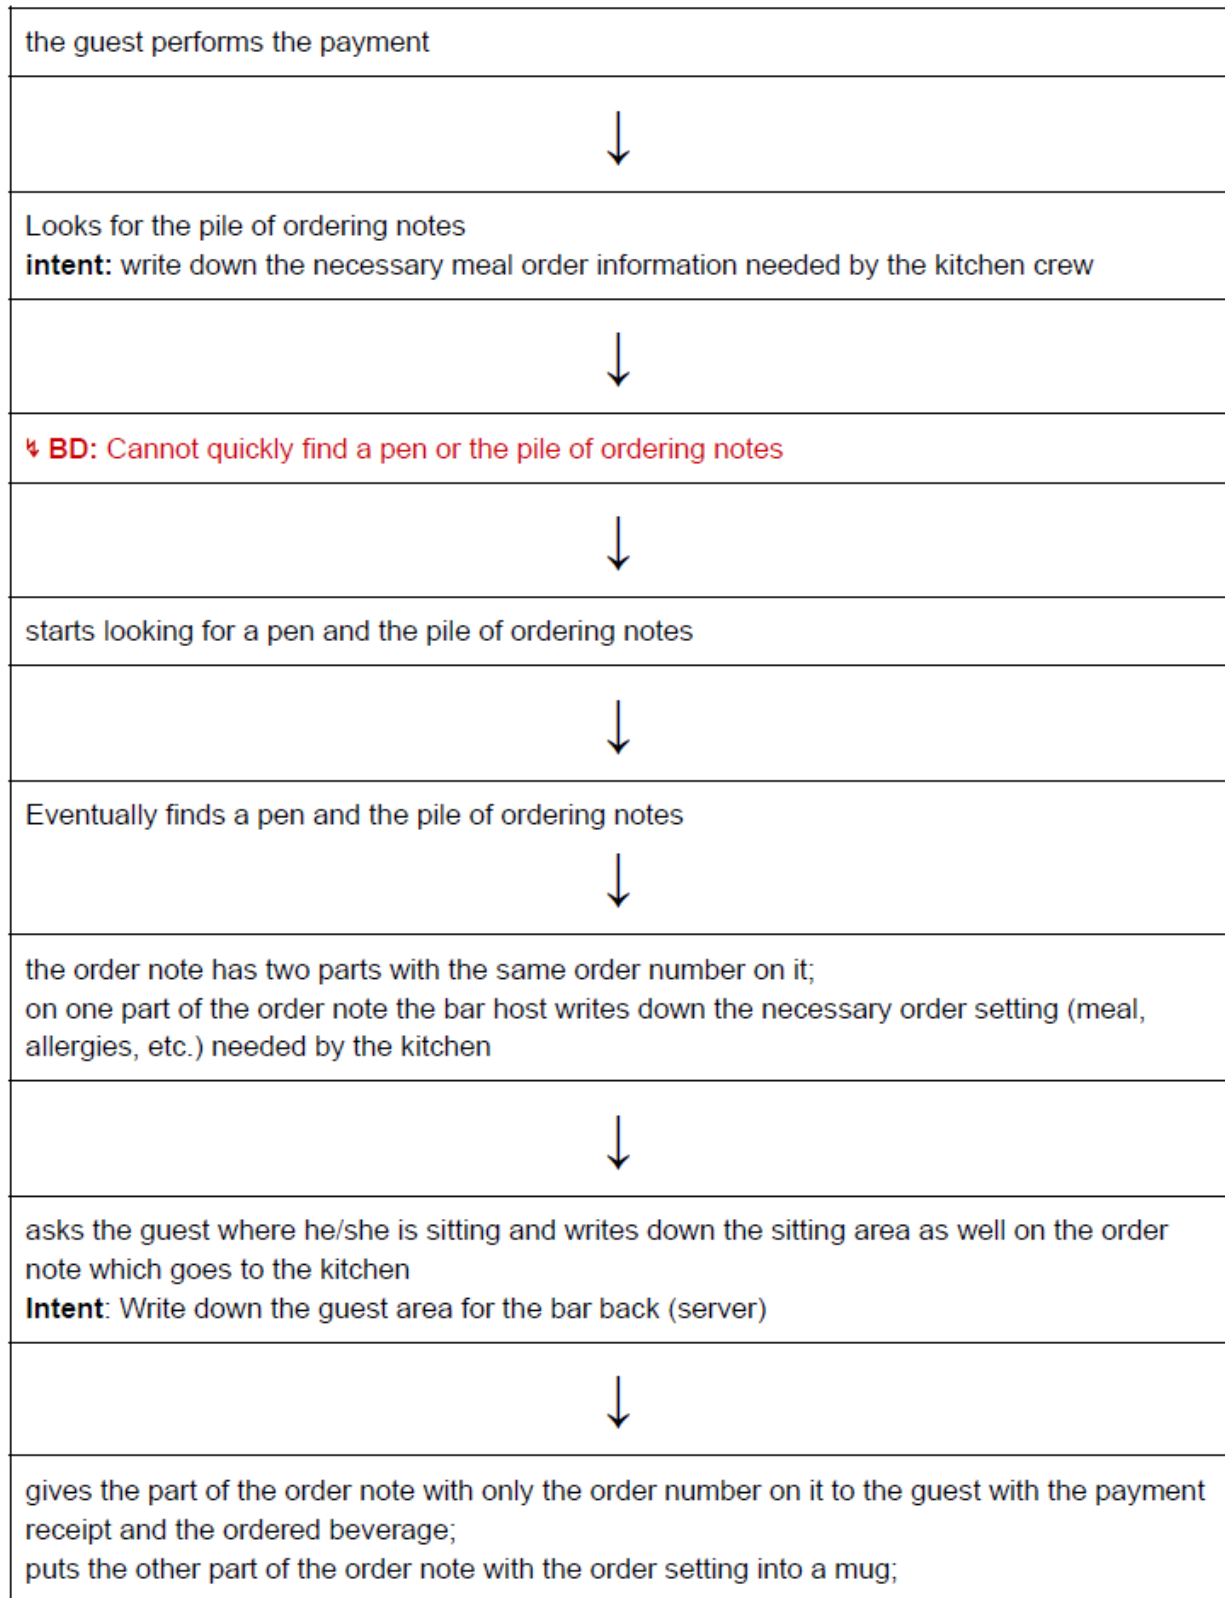 the guest performs the payment
↓
Looks for the pile of ordering notes
intent: write down the necessary meal order information needed by the kitchen crew
↓
↯ BD: Cannot quickly find a pen or the pile of ordering notes
↓
starts looking for a pen and the pile of ordering notes
↓
Eventually finds a pen and the pile of ordering notes
↓
the order note has two parts with the same order number on it;
on one part of the order note the bar host writes down the necessary order setting (meal,
allergies, etc.) needed by the kitchen
↓
asks the guest where he/she is sitting and writes down the sitting area as well on the order
note which goes to the kitchen
Intent: Write down the guest area for the bar back (server)
↓
gives the part of the order note with only the order number on it to the guest with the payment
receipt and the ordered beverage;
puts the other part of the order note with the order setting into a mug;